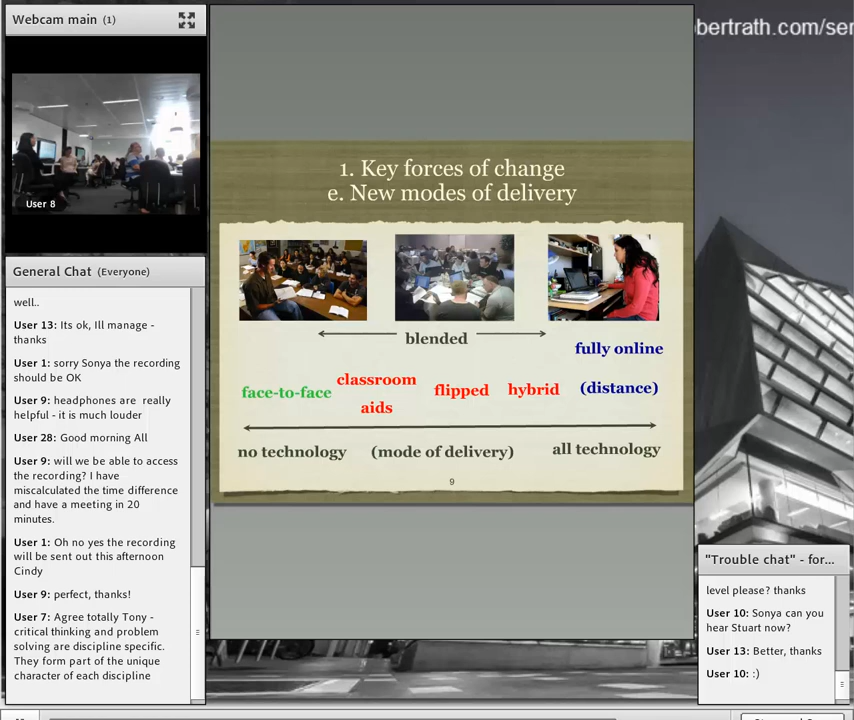 Webcam main (1)
User 8
General Chat (Everyone)
well..
User 13: Its ok, Ill manage -
thanks
User 1: sorry Sonya the recording
should be OK
User 9: headphones are really
helpful - it is much louder
User 28: Good morning All
User 9: will we be able to access
the recording? I have
miscalculated the time difference
and have a meeting in 20
minutes.
User 1: Oh no yes the recording
will be sent out this afternoon
Cindy
User 9: perfect, thanks!
User 7: Agree totally Tony -
critical thinking and problem
solving are discipline specific.
They form part of the unique
character of each discipline
1. Key forces of change
e. New modes of delivery
blended
fully online
face-to-face
classroom
aids
flipped
hybrid
(distance)
no technology
(mode of delivery)
all technology
9
bertrath.com/ser
"Trouble chat" - for...
level please? thanks
User 10: Sonya can you
hear Stuart now?
User 13: Better, thanks
User 10: :)